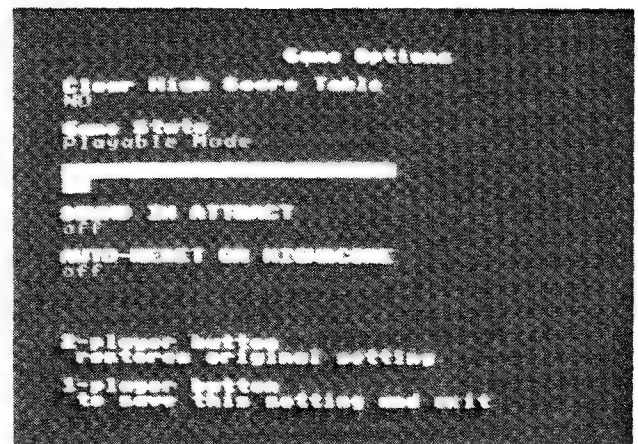 Game Options
Clear High Score Table
NO
Game State
Playable Mode
SOUND IN ATTRACT
off
AUTO-RESET ON
off
2-player button
restores original setting
1-player button
to save this setting and exit